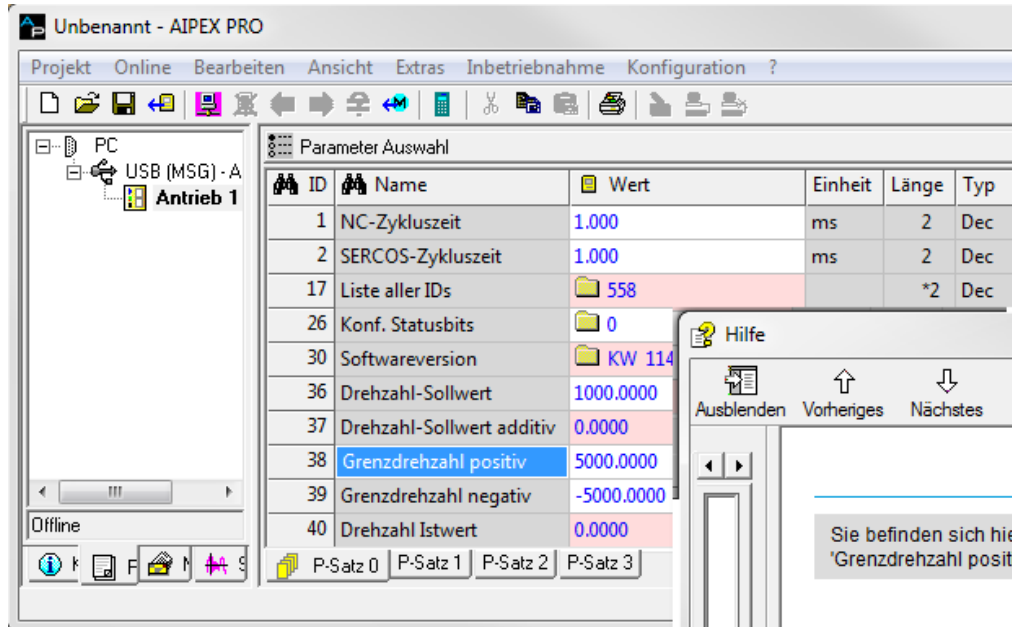 Unbenannt - AIPEX PRO
Projekt Online Bearbeiten Ansicht Extras Inbetriebnahme Konfiguration ?
PC
USB (MSG) - A
Antrieb 1
Offline
Parameter Auswahl
ID Name Wert Einheit Länge Typ
1 NC-Zykluszeit 1.000 ms 2 Dec
2 SERCOS-Zykluszeit 1.000 ms 2 Dec
17 Liste aller IDs 558 *2 Dec
26 Konf. Statusbits 0
30 Softwareversion KW 114
36 Drehzahl-Sollwert 1000.0000
37 Drehzahl-Sollwert additiv 0.0000
38 Grenzdrehzahl positiv 5000.0000
39 Grenzdrehzahl negativ -5000.0000
40 Drehzahl Istwert 0.0000
P-Satz 0 P-Satz 1 P-Satz 2 P-Satz 3
Hilfe
Ausblenden Vorheriges Nächstes
Sie befinden sich hie
'Grenzdrehzahl posit